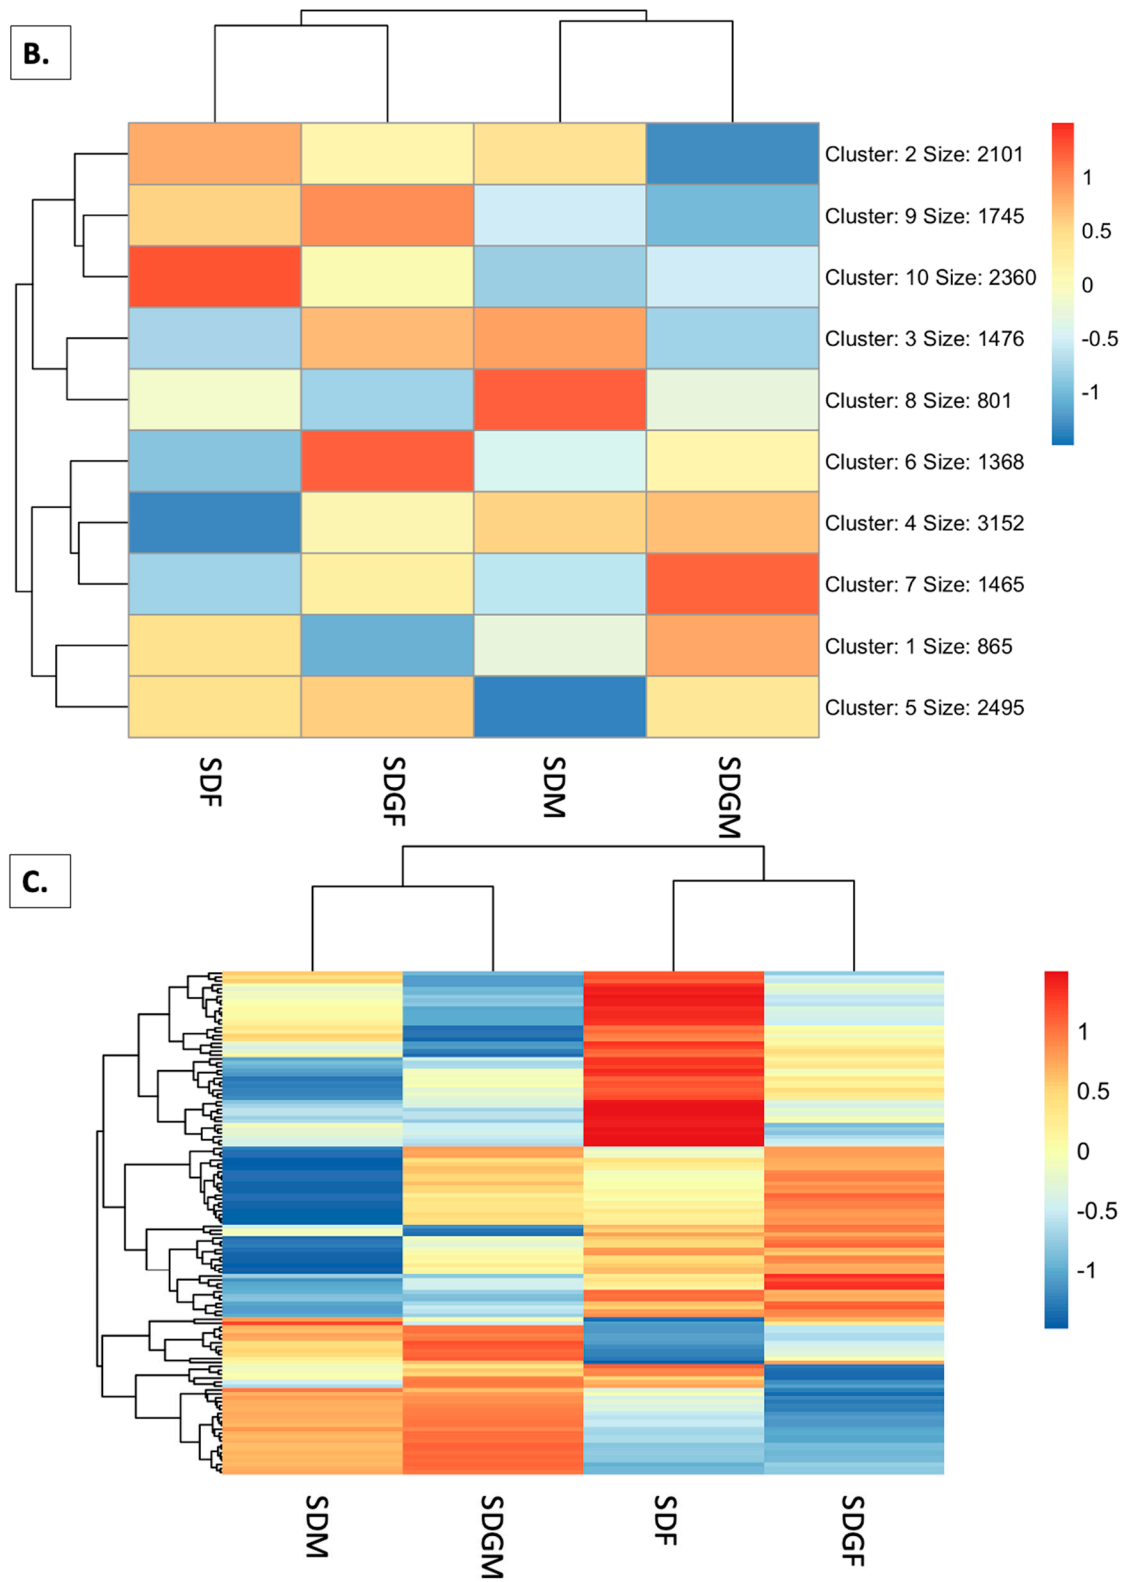 B.
Cluster: 2 Size: 2101
Cluster: 9 Size: 1745
Cluster: 10 Size: 2360
Cluster: 3 Size: 1476
Cluster: 8 Size: 801
Cluster: 6 Size: 1368
Cluster: 4 Size: 3152
Cluster: 7 Size: 1465
Cluster: 1 Size: 865
Cluster: 5 Size: 2495
1
0.5
0
-0.5
-1
SDF
SDGF
SDM
SDGM
C.
1
0.5
0
-0.5
-1
SDM
SDGM
SDF
SDGF